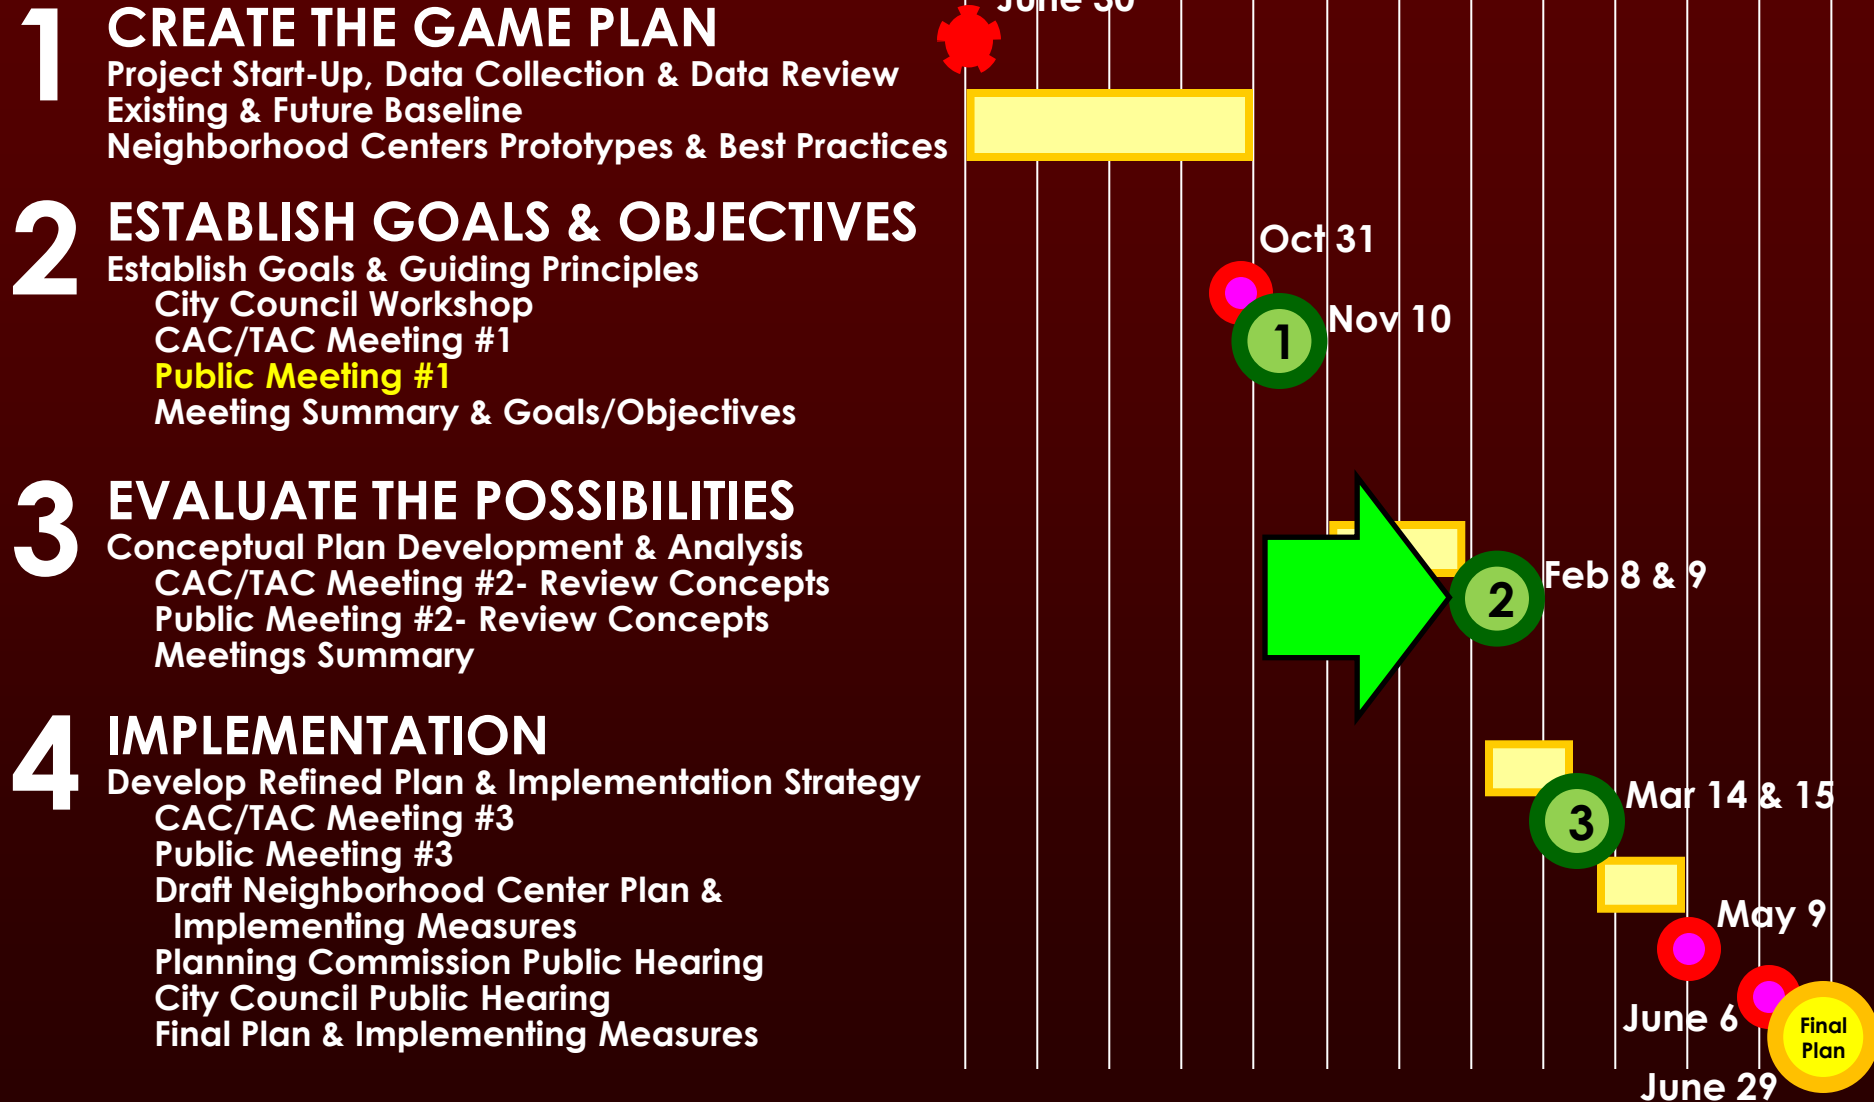 June 30
1
CREATE THE GAME PLAN
Project Start-Up, Data Collection & Data Review
Existing & Future Baseline
Neighborhood Centers Prototypes & Best Practices
2
ESTABLISH GOALS & OBJECTIVES
Establish Goals & Guiding Principles
City Council Workshop
CAC/TAC Meeting #1
Public Meeting #1
Meeting Summary & Goals/Objectives
Oct 31
Nov 10
1
3
EVALUATE THE POSSIBILITIES
Conceptual Plan Development & Analysis
CAC/TAC Meeting #2- Review Concepts
Public Meeting #2- Review Concepts
Meetings Summary
Feb 8 & 9
2
4
IMPLEMENTATION
Develop Refined Plan & Implementation Strategy
CAC/TAC Meeting #3
Public Meeting #3
Draft Neighborhood Center Plan &
Implementing Measures
Planning Commission Public Hearing
City Council Public Hearing
Final Plan & Implementing Measures
Mar 14 & 15
3
May 9
June 6
Final
Plan
June 29